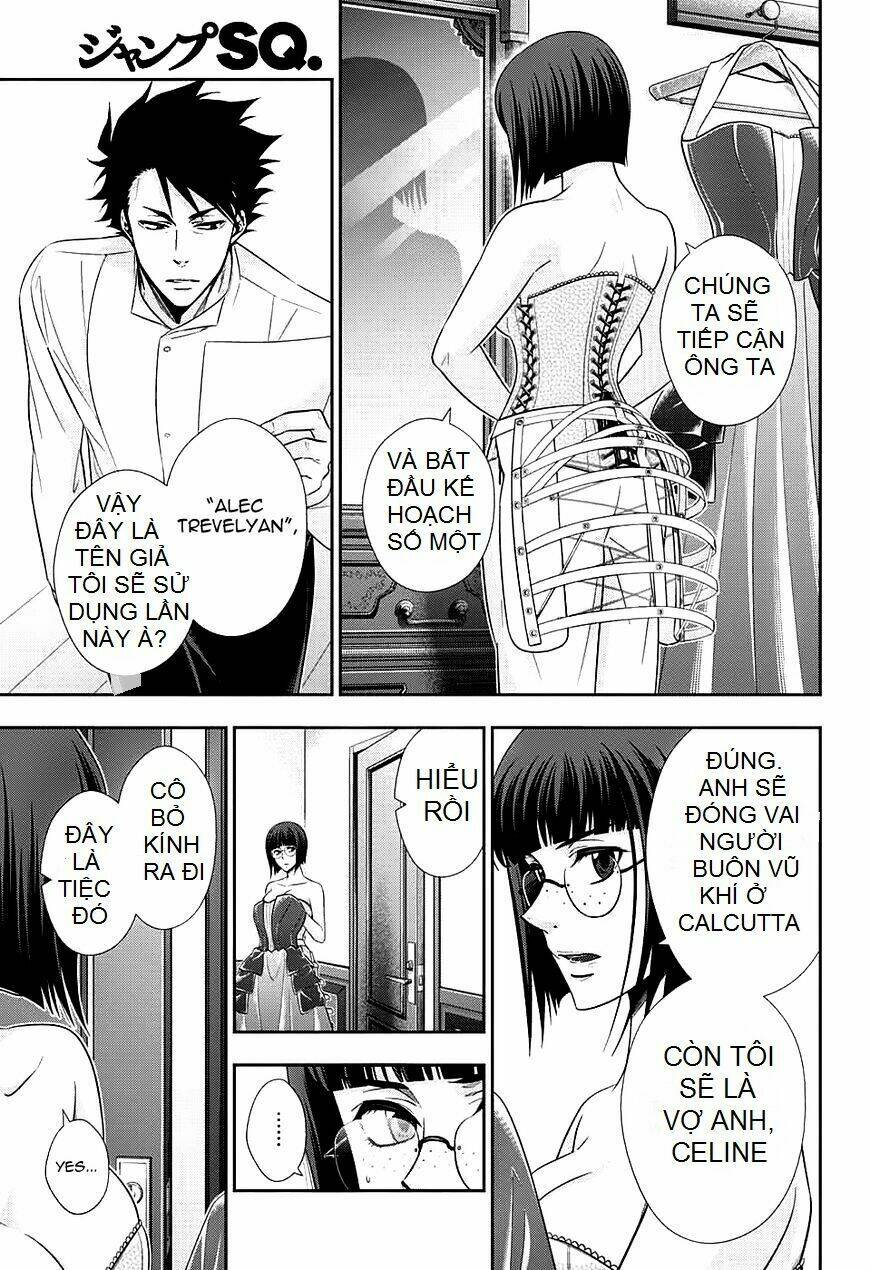 ジャンプSQ.
CHÚNG
TA SẼ
TIẾP CẬN
ÔNG TA
VÀ BẮT
ĐẦU KẾ
HOẠCH
SỐ MỘT
"ALEC
TREVELYAN",
VẬY
ĐÂY LÀ
TÊN GIẢ
TÔI SẼ SỬ
DỤNG LẦN
NÀY À?
ĐÚNG.
ANH SẼ
ĐÓNG VAI
NGƯỜI
BUÔN VŨ
KHÍ Ở
CALCUTTA
CÒN TÔI
SẼ LÀ
VỢ ANH,
CELINE
HIỂU
RỒI
......
CÔ
BỎ
KÍNH
RA ĐI
ĐÂY
LÀ
TIỆC
ĐÓ
YES...